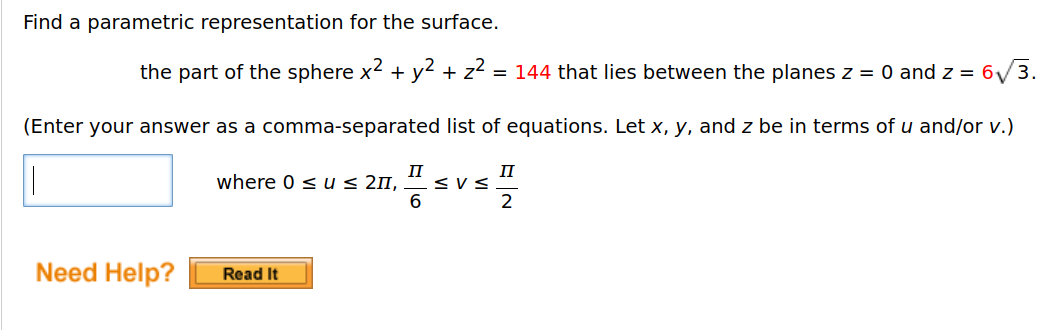 Find a parametric representation for the surface.
the part of the sphere x² + y² + z² = 144 that lies between the planes z = 0 and z = 6√3.
(Enter your answer as a comma-separated list of equations. Let x, y, and z be in terms of u and/or v.)
where 0 ≤ u ≤ 2π, π/6 ≤ v ≤ π/2
Need Help? Read It